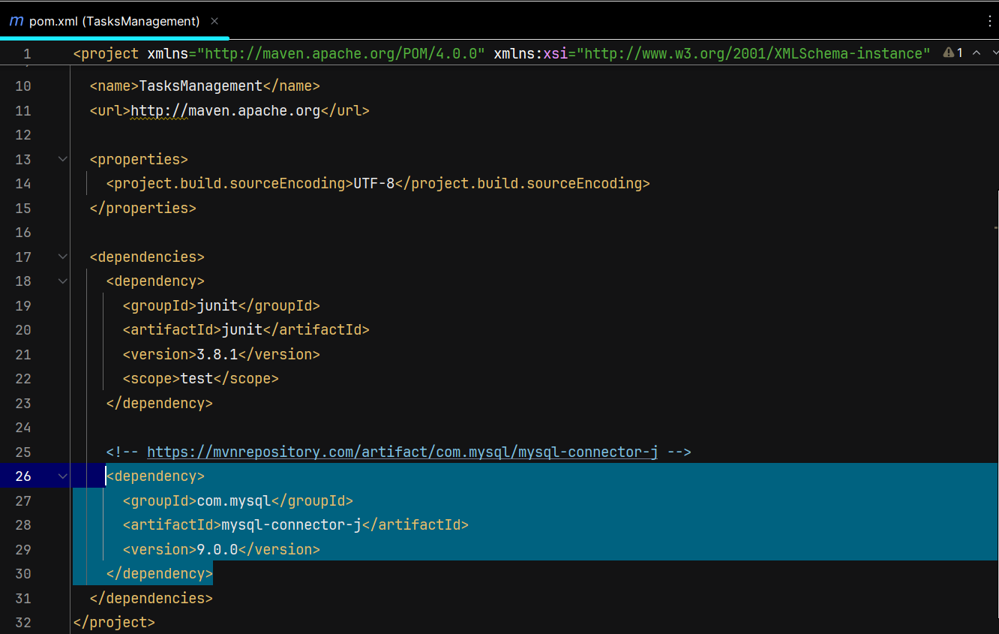 m pom.xml (TasksManagement)
1 <project xmlns="http://maven.apache.org/POM/4.0.0" xmlns:xsi="http://www.w3.org/2001/XMLSchema-instance" 1
10 <name>TasksManagement</name>
11 <url>http://maven.apache.org</url>
12
13 <properties>
14 <project.build.sourceEncoding>UTF-8</project.build.sourceEncoding>
15 </properties>
16
17 <dependencies>
18 <dependency>
19 <groupId>junit</groupId>
20 <artifactId>junit</artifactId>
21 <version>3.8.1</version>
22 <scope>test</scope>
23 </dependency>
24
25 <!-- https://mvnrepository.com/artifact/com.mysql/mysql-connector-j -->
26 <dependency>
27 <groupId>com.mysql</groupId>
28 <artifactId>mysql-connector-j</artifactId>
29 <version>9.0.0</version>
30 </dependency>
31 </dependencies>
32 </project>